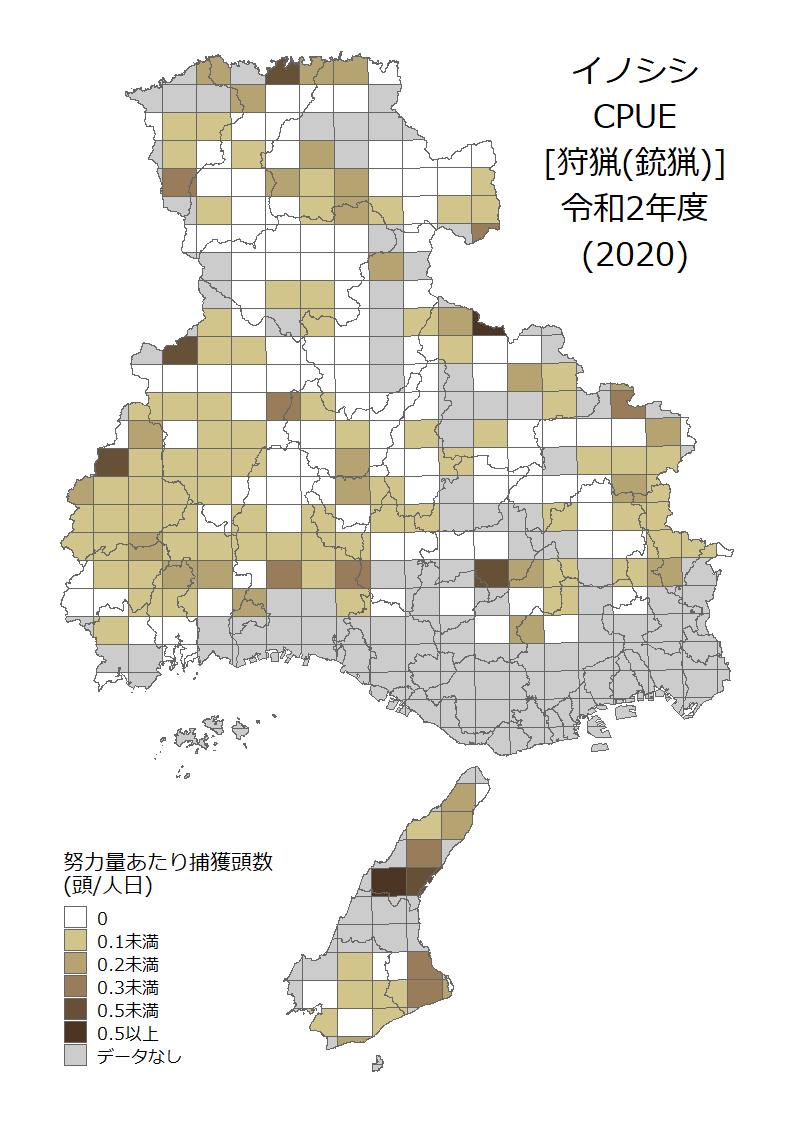 イノシシ
CPUE
[狩猟(銃猟)]
令和2年度
(2020)
努力量あたり捕獲頭数
(頭/人日)
0
0.1未満
0.2未満
0.3未満
0.5未満
0.5以上
データなし